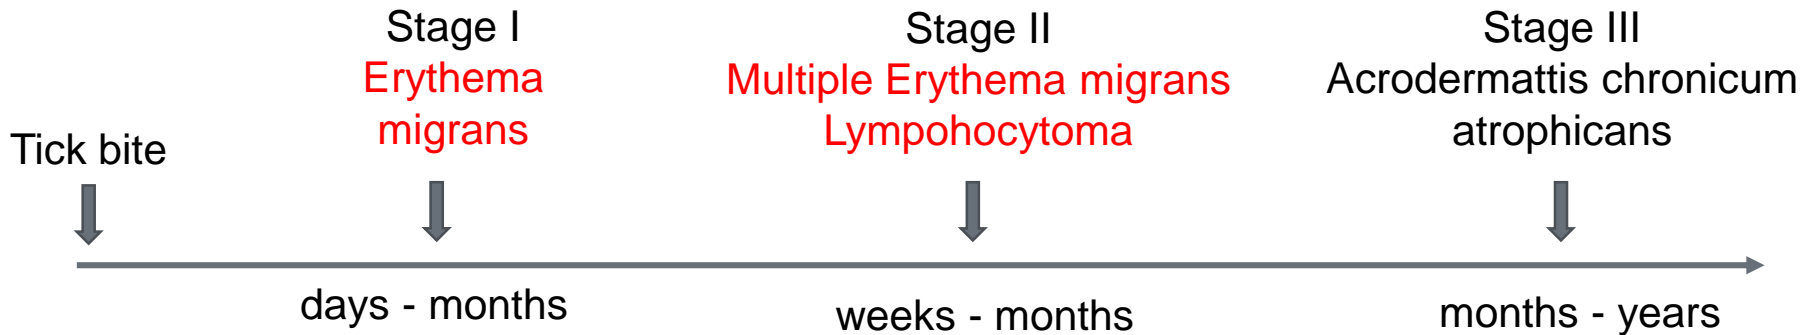 Tick bite
Stage I
Erythema
migrans
Stage II
Multiple Erythema migrans
Lympohocytoma
Stage III
Acrodermattis chronicum
atrophicans
days - months
weeks - months
months - years